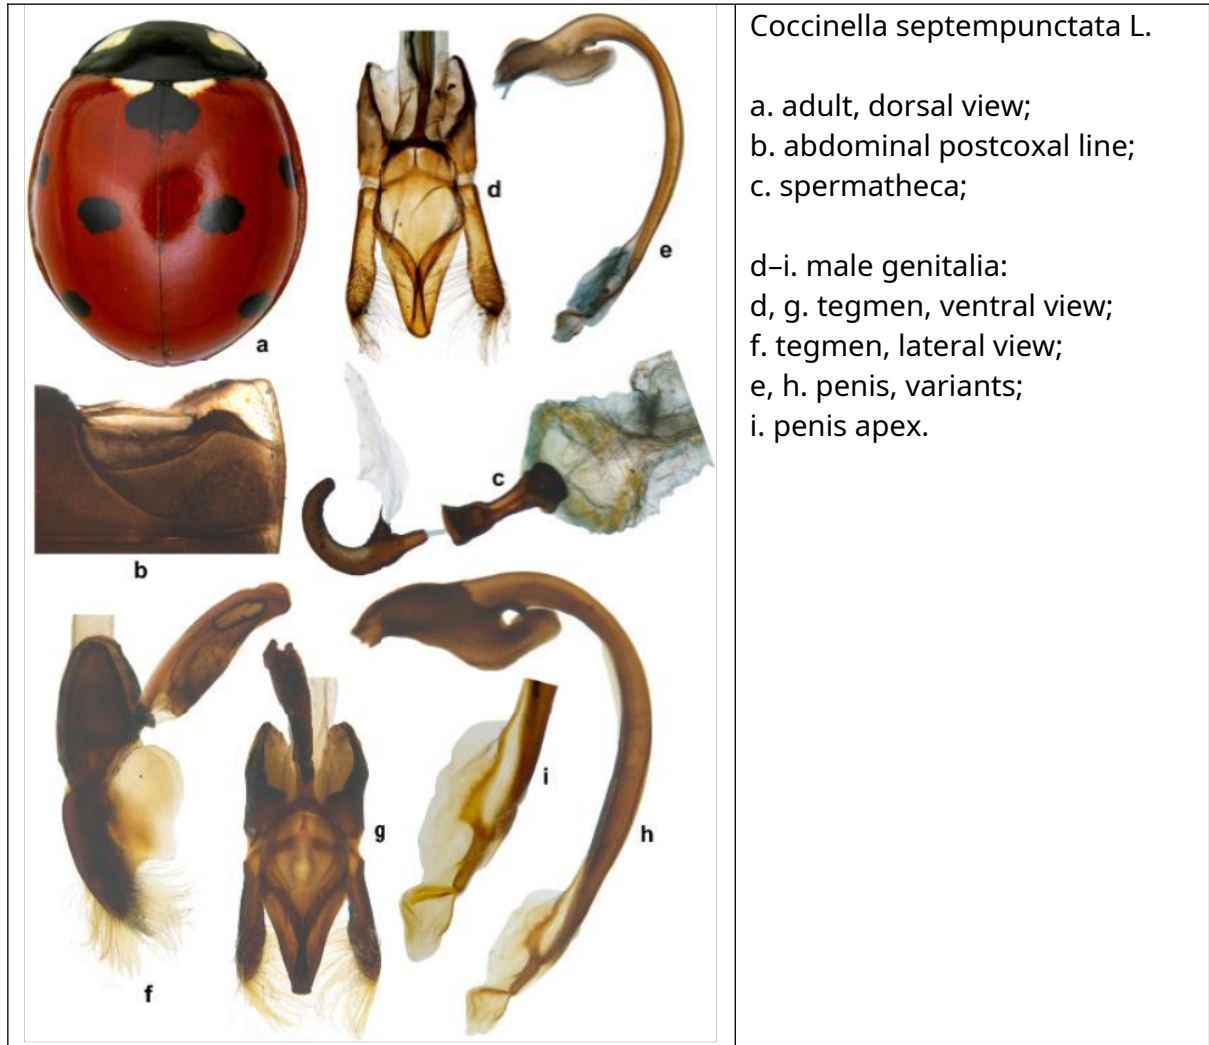 Coccinella septempunctata L.
a. adult, dorsal view;
b. abdominal postcoxal line;
c. spermatheca;
d–i. male genitalia:
d, g. tegmen, ventral view;
f. tegmen, lateral view;
e, h. penis, variants;
i. penis apex.
a
d
e
b
c
f
g
i
h